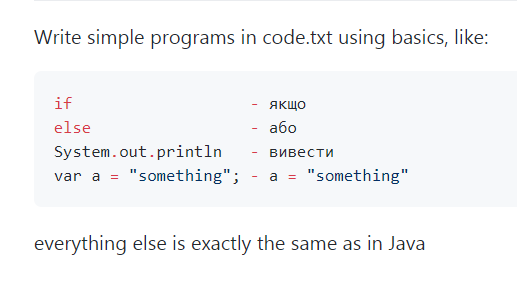 Write simple programs in code.txt using basics, like:
if - якщо
else - або
System.out.println - вивести
var a = "something"; - а = "something"
everything else is exactly the same as in Java